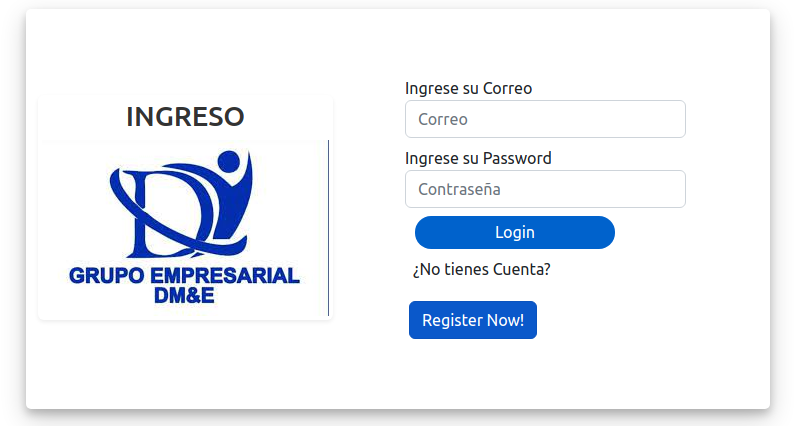 INGRESO
GRUPO EMPRESARIAL
DM&E
Ingrese su Correo
Correo
Ingrese su Password
Contraseña
Login
¿No tienes Cuenta?
Register Now!